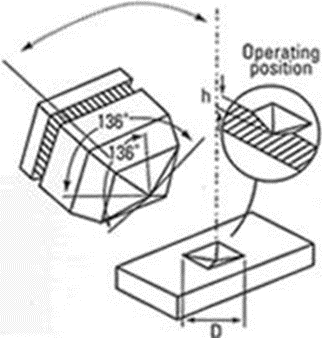 Operating
position
h
136°
136°
D